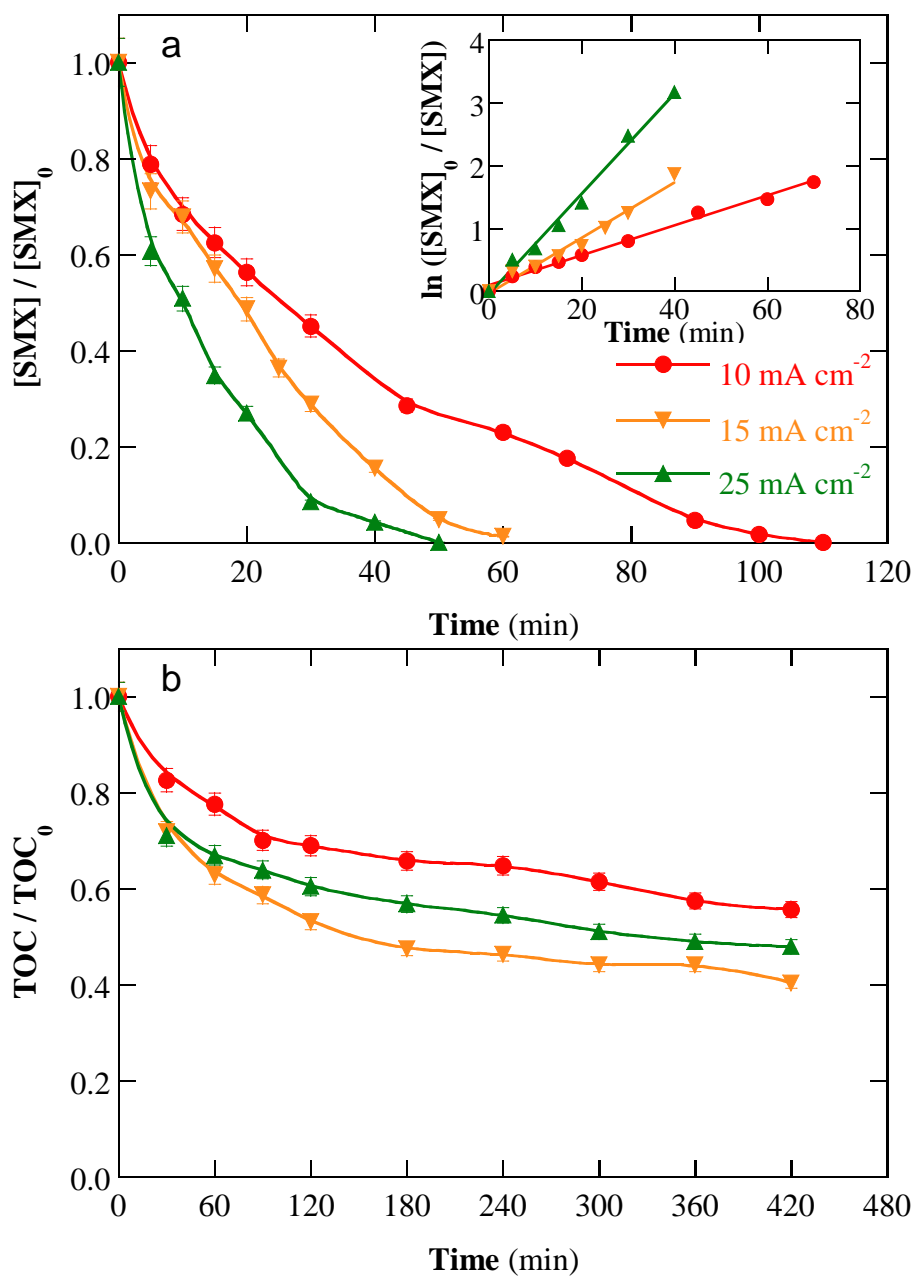 a
1.0
0.8
0.6
0.4
0.2
0.0
[SMX] / [SMX]0
0 20 40 60 80 100 120
Time (min)
4
3
2
1
0
ln ([SMX]0 / [SMX])
0 20 40 60 80
Time (min)
10 mA cm-2
15 mA cm-2
25 mA cm-2
b
1.0
0.8
0.6
0.4
0.2
0.0
TOC / TOC0
0 60 120 180 240 300 360 420 480
Time (min)